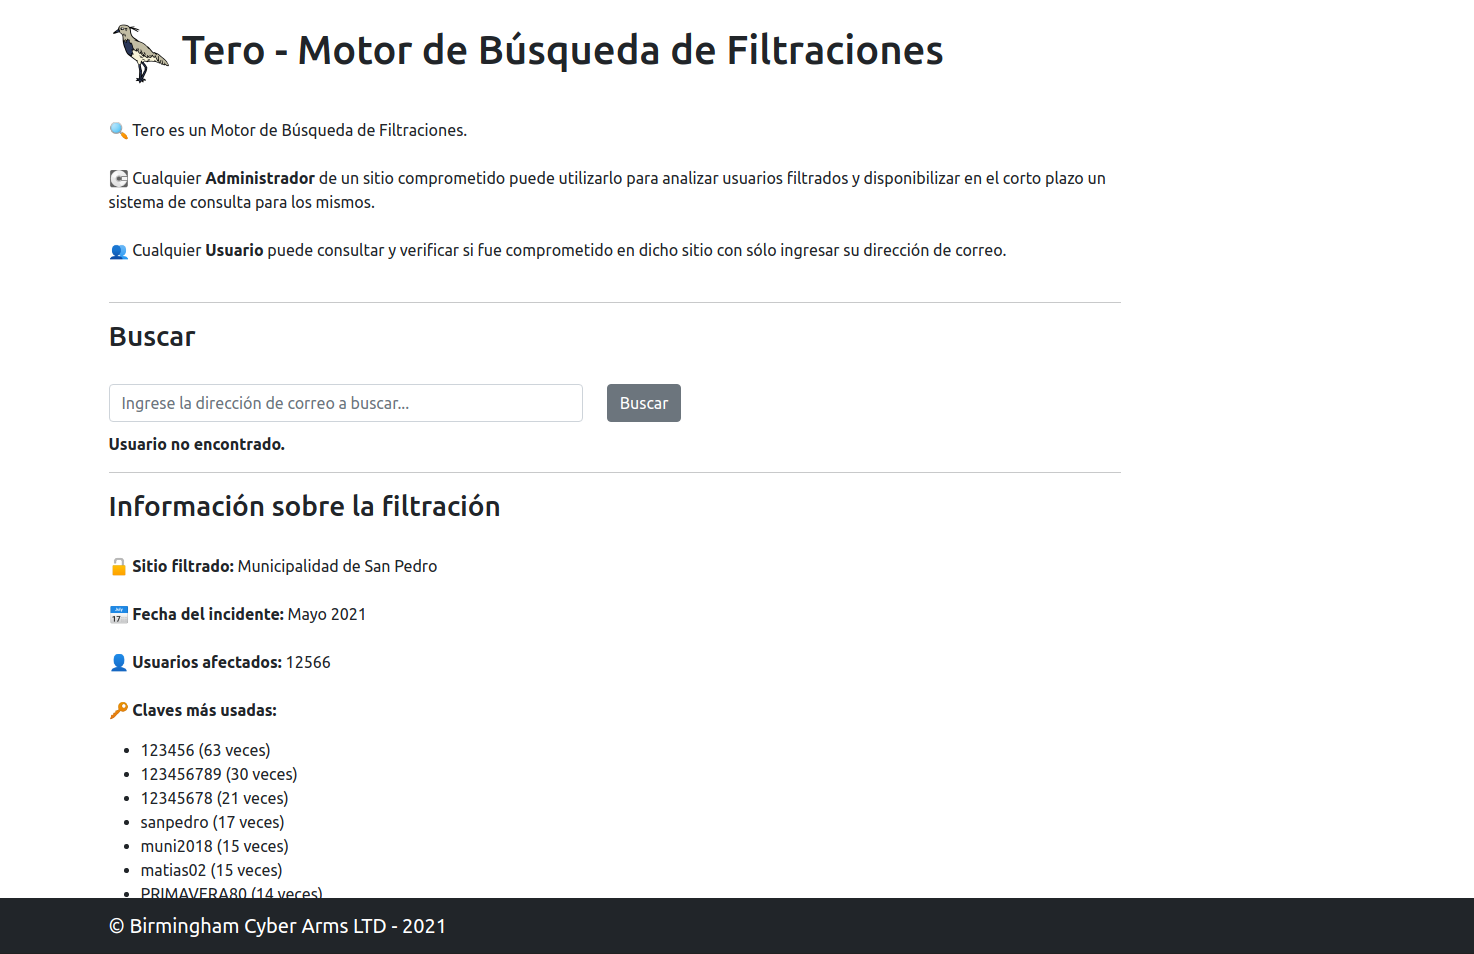 Tero - Motor de Búsqueda de Filtraciones
🔍 Tero es un Motor de Búsqueda de Filtraciones.
💽 Cualquier Administrador de un sitio comprometido puede utilizarlo para analizar usuarios filtrados y disponibilizar en el corto plazo un
sistema de consulta para los mismos.
👥 Cualquier Usuario puede consultar y verificar si fue comprometido en dicho sitio con sólo ingresar su dirección de correo.
Buscar
Ingrese la dirección de correo a buscar... Buscar
Usuario no encontrado.
Información sobre la filtración
🔓 Sitio filtrado: Municipalidad de San Pedro
📅 Fecha del incidente: Mayo 2021
👤 Usuarios afectados: 12566
🔑 Claves más usadas:
• 123456 (63 veces)
• 123456789 (30 veces)
• 12345678 (21 veces)
• sanpedro (17 veces)
• muni2018 (15 veces)
• matias02 (15 veces)
• PRIMAVERA80 (14 veces)
© Birmingham Cyber Arms LTD - 2021